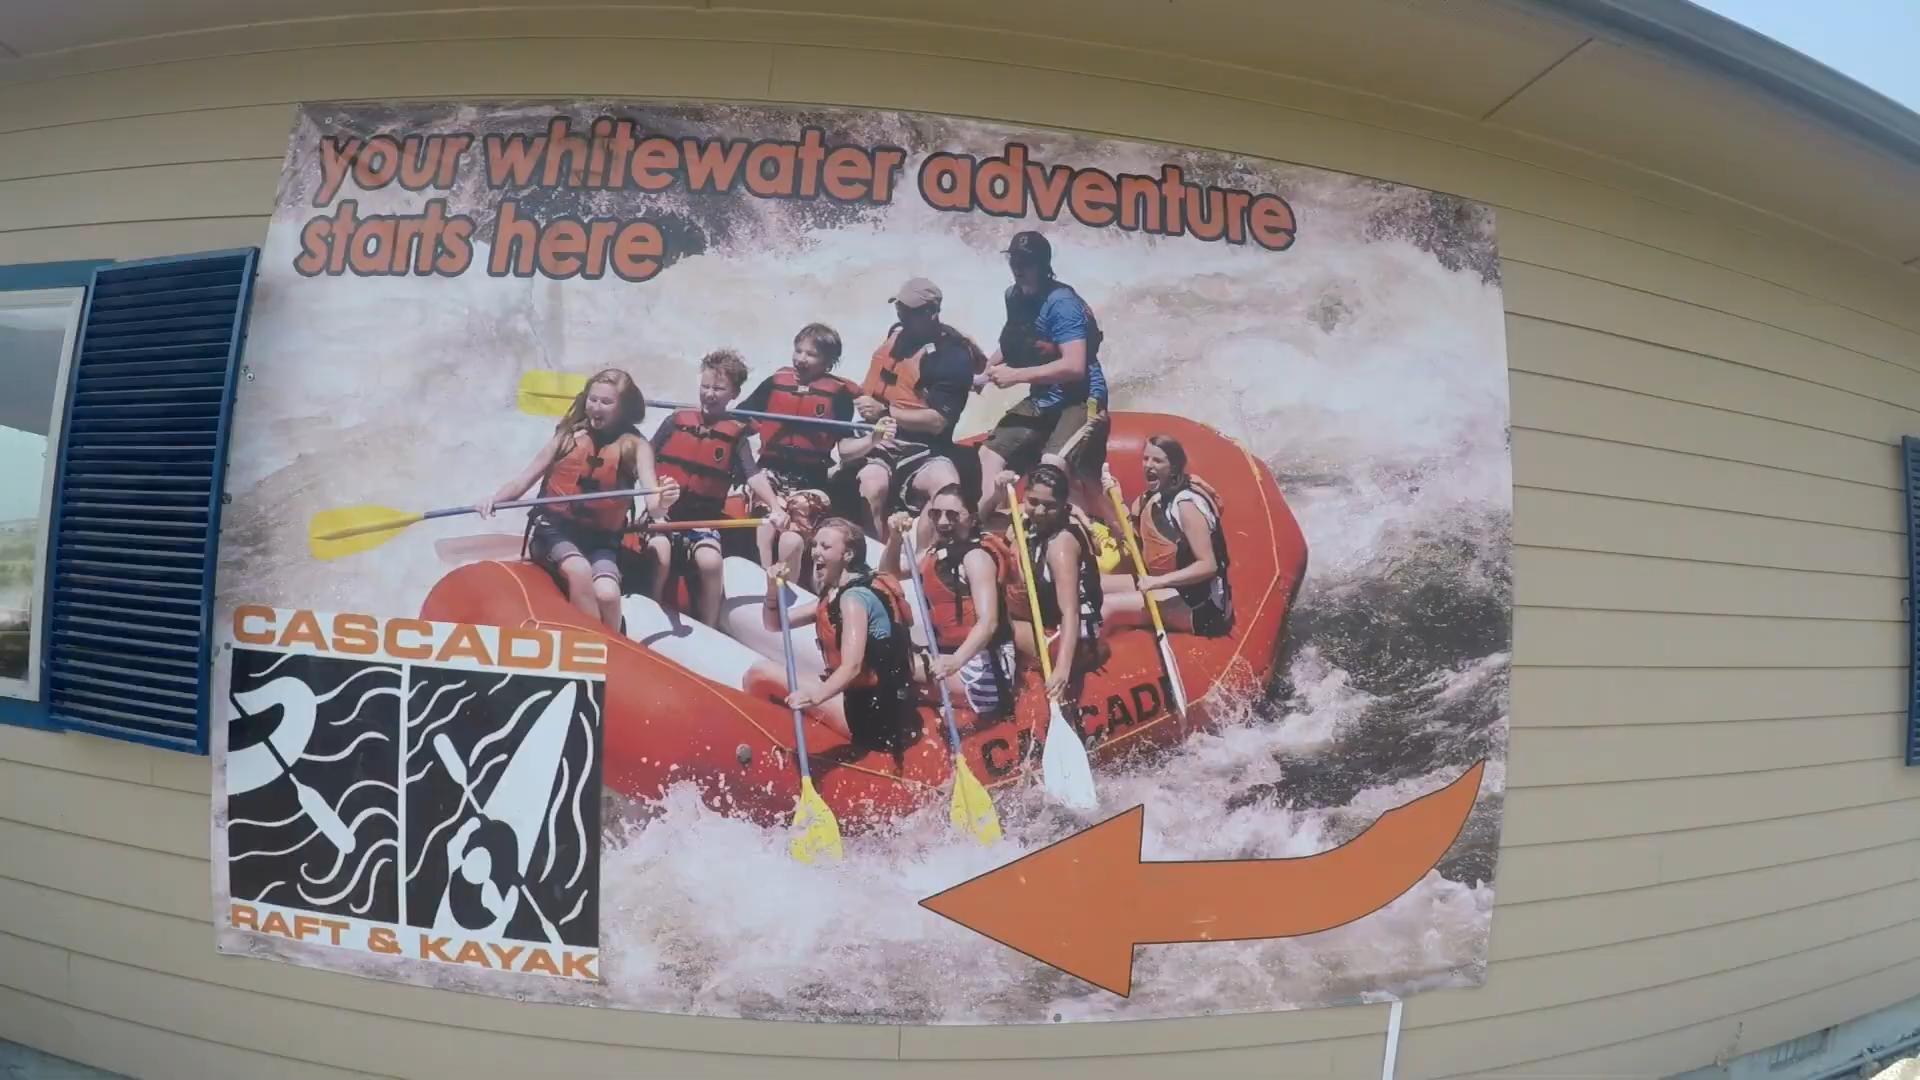 your whitewater adventure
starts here
CASCADE
CASCADE
RAFT & KAYAK